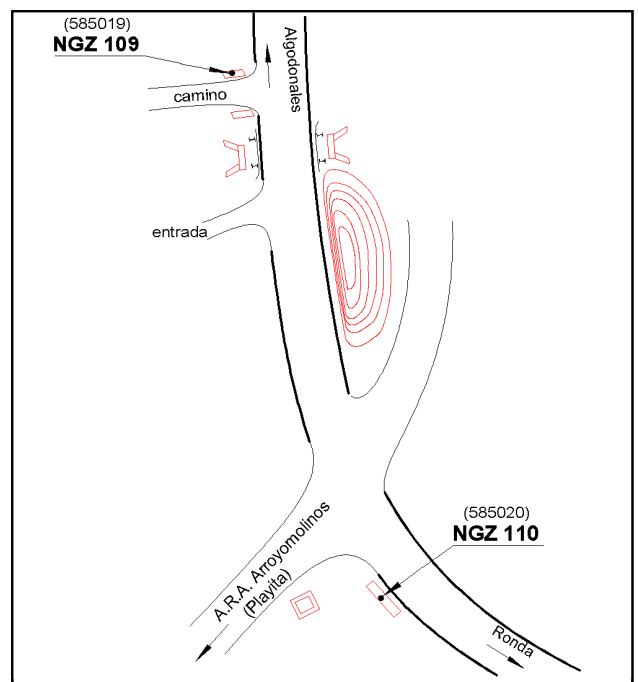 (585019)
NGZ 109
Algodonales
camino
entrada
(585020)
NGZ 110
A.R.A. Arroyomolinos
(Playita)
Ronda